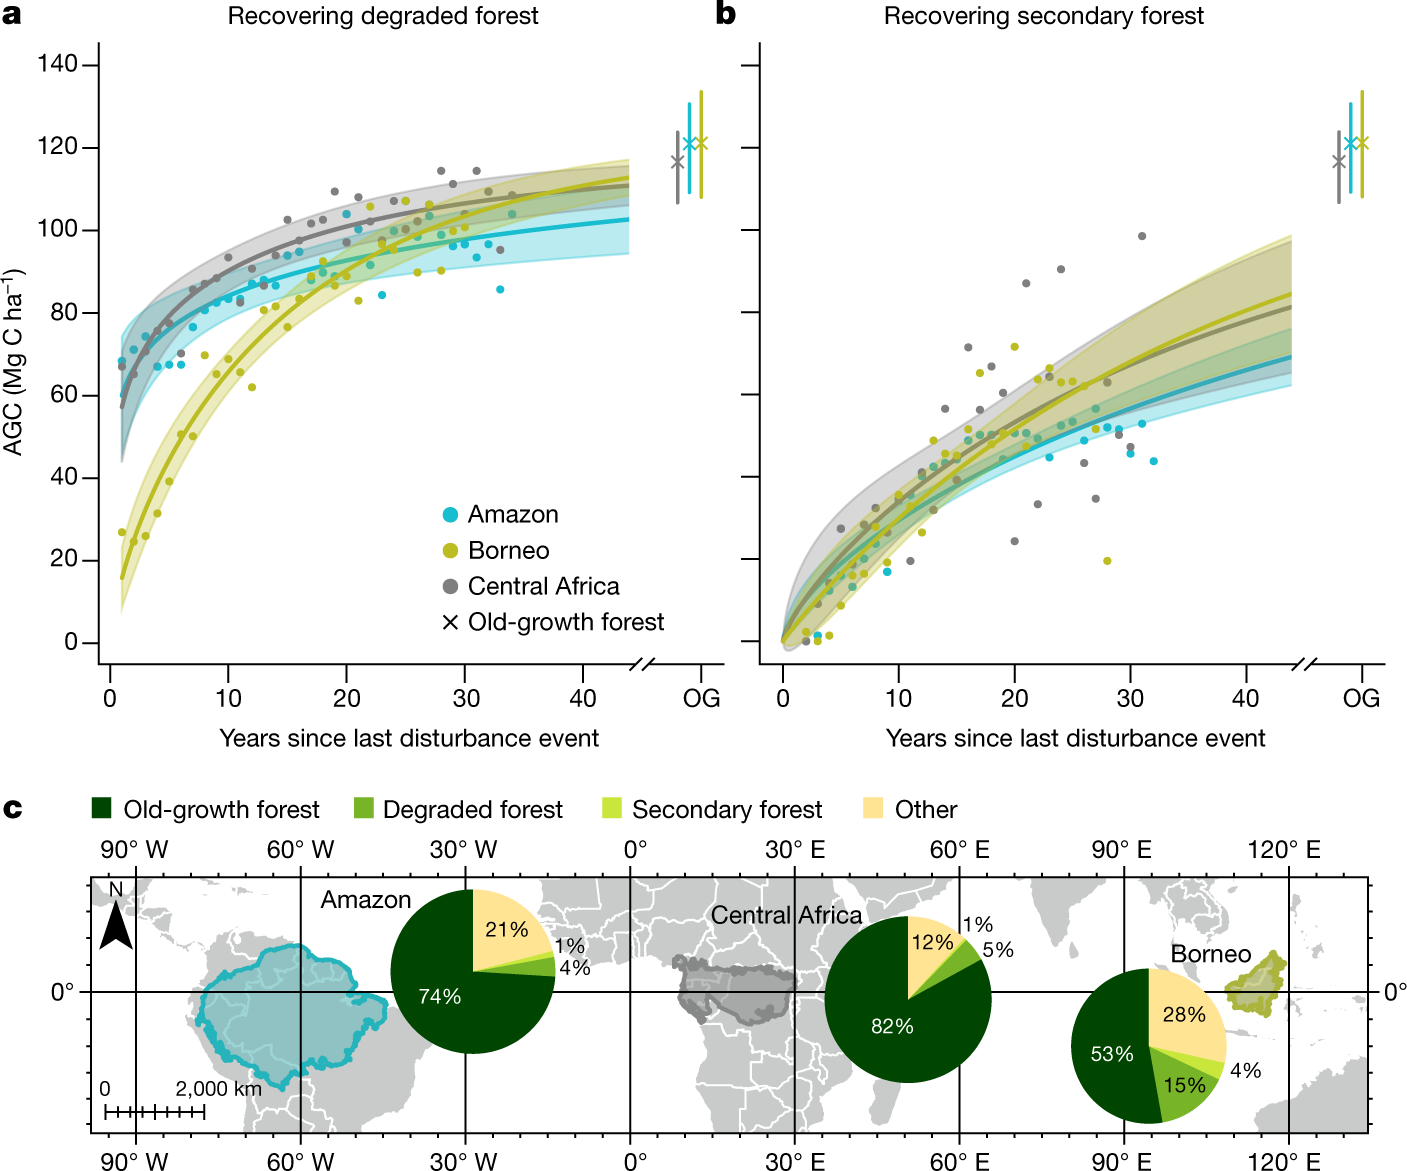 a Recovering degraded forest
b Recovering secondary forest
AGC (Mg C ha⁻¹)
140
120
100
80
60
40
20
0
Amazon
Borneo
Central Africa
Old-growth forest
0 10 20 30 40 OG
Years since last disturbance event
0 10 20 30 40 OG
Years since last disturbance event
c
Old-growth forest Degraded forest Secondary forest Other
90° W 60° W 30° W 0° 30° E 60° E 90° E 120° E
N
Amazon
21%
1%
4%
74%
Central Africa
12%
1%
5%
82%
Borneo
28%
4%
15%
53%
0° 0°
0 2,000 km
90° W 60° W 30° W 0° 30° E 60° E 90° E 120° E